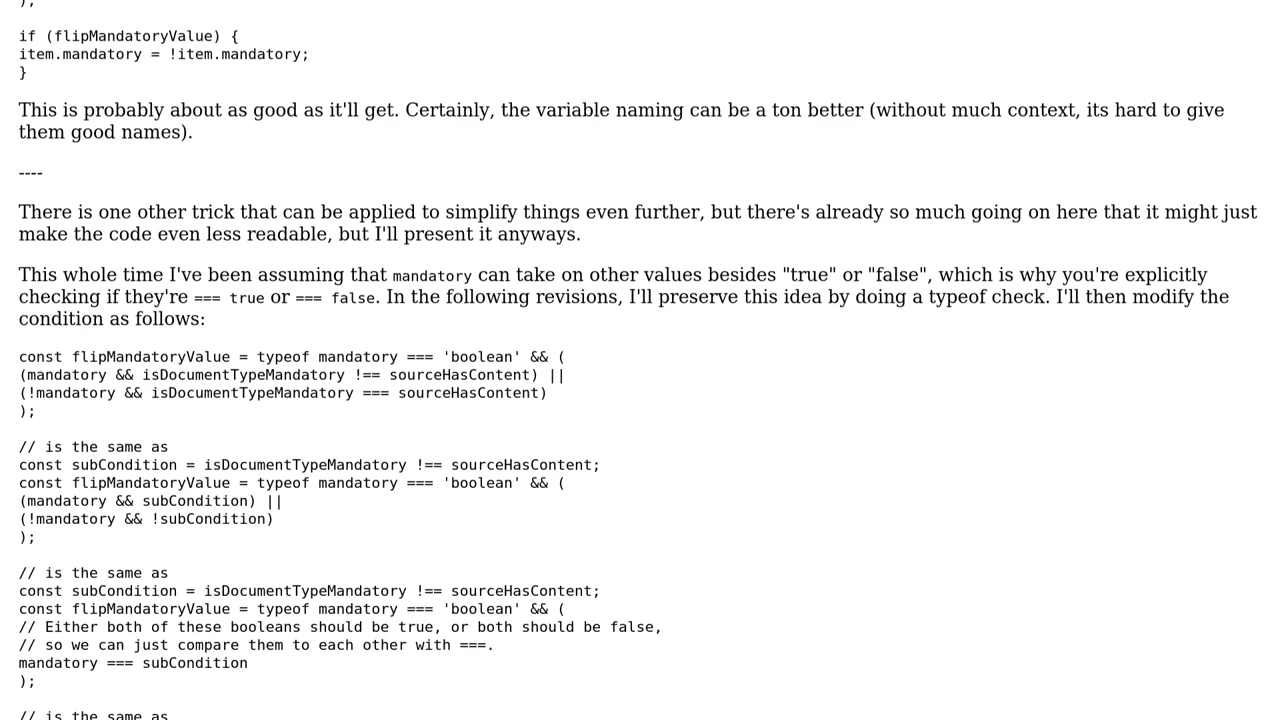 );
if (flipMandatoryValue) {
item.mandatory = !item.mandatory;
}
This is probably about as good as it'll get. Certainly, the variable naming can be a ton better (without much context, its hard to give
them good names).
----
There is one other trick that can be applied to simplify things even further, but there's already so much going on here that it might just
make the code even less readable, but I'll present it anyways.
This whole time I've been assuming that mandatory can take on other values besides "true" or "false", which is why you're explicitly
checking if they're === true or === false. In the following revisions, I'll preserve this idea by doing a typeof check. I'll then modify the
condition as follows:
const flipMandatoryValue = typeof mandatory === 'boolean' && (
(mandatory && isDocumentTypeMandatory !== sourceHasContent) ||
(!mandatory && isDocumentTypeMandatory === sourceHasContent)
);
// is the same as
const subCondition = isDocumentTypeMandatory !== sourceHasContent;
const flipMandatoryValue = typeof mandatory === 'boolean' && (
(mandatory && subCondition) ||
(!mandatory && !subCondition)
);
// is the same as
const subCondition = isDocumentTypeMandatory !== sourceHasContent;
const flipMandatoryValue = typeof mandatory === 'boolean' && (
// Either both of these booleans should be true, or both should be false,
// so we can just compare them to each other with ===.
mandatory === subCondition
);
// is the same as